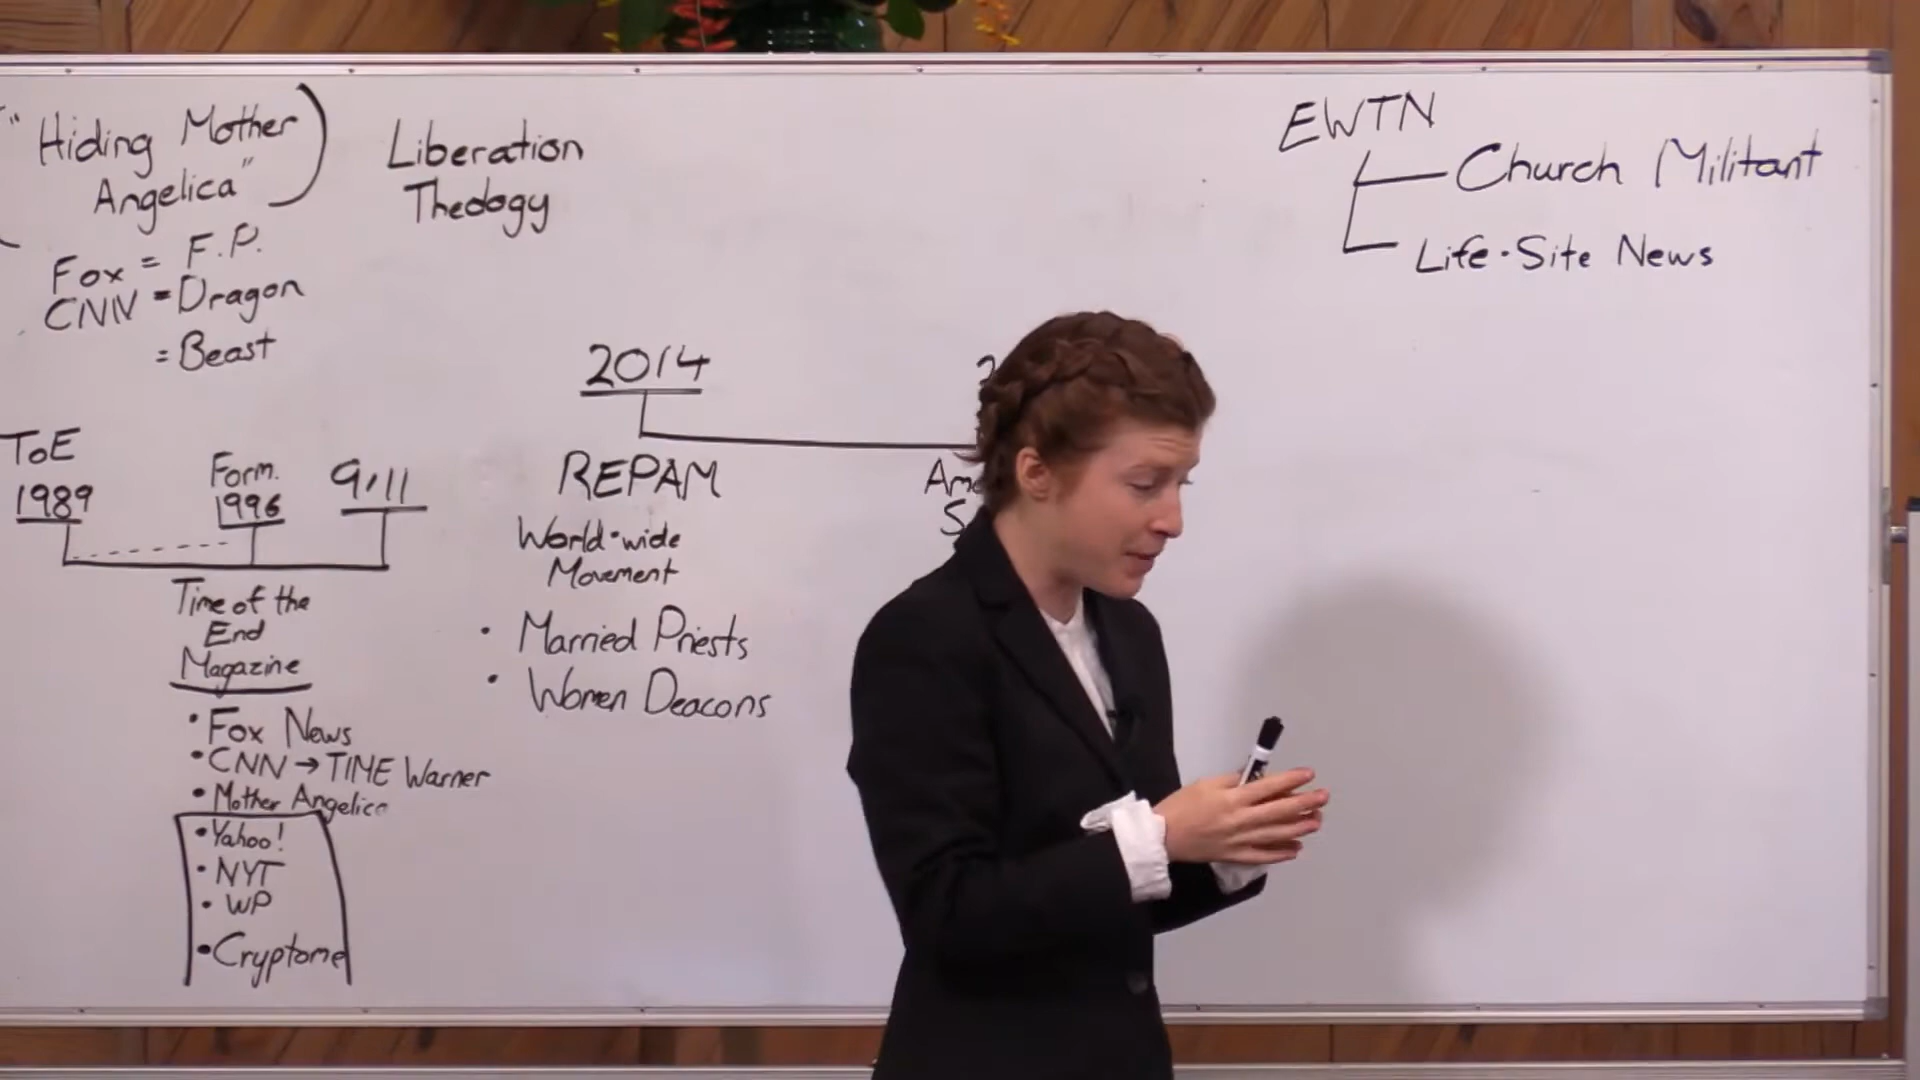 "Hiding Mother
Angelica")
Fox = F.P.
CNN = Dragon
= Beast
Liberation
Theology
EWTN
Church Militant
Life·Site News
ToE
1989
Form.
1996
9/11
Time of the
End
Magazine
• Fox News
• CNN → TIME Warner
• Mother Angelica
• Yahoo!
• NYT
• WP
• Cryptome
2014
REPAM
World·wide
Movement
• Married Priests
• Women Deacons